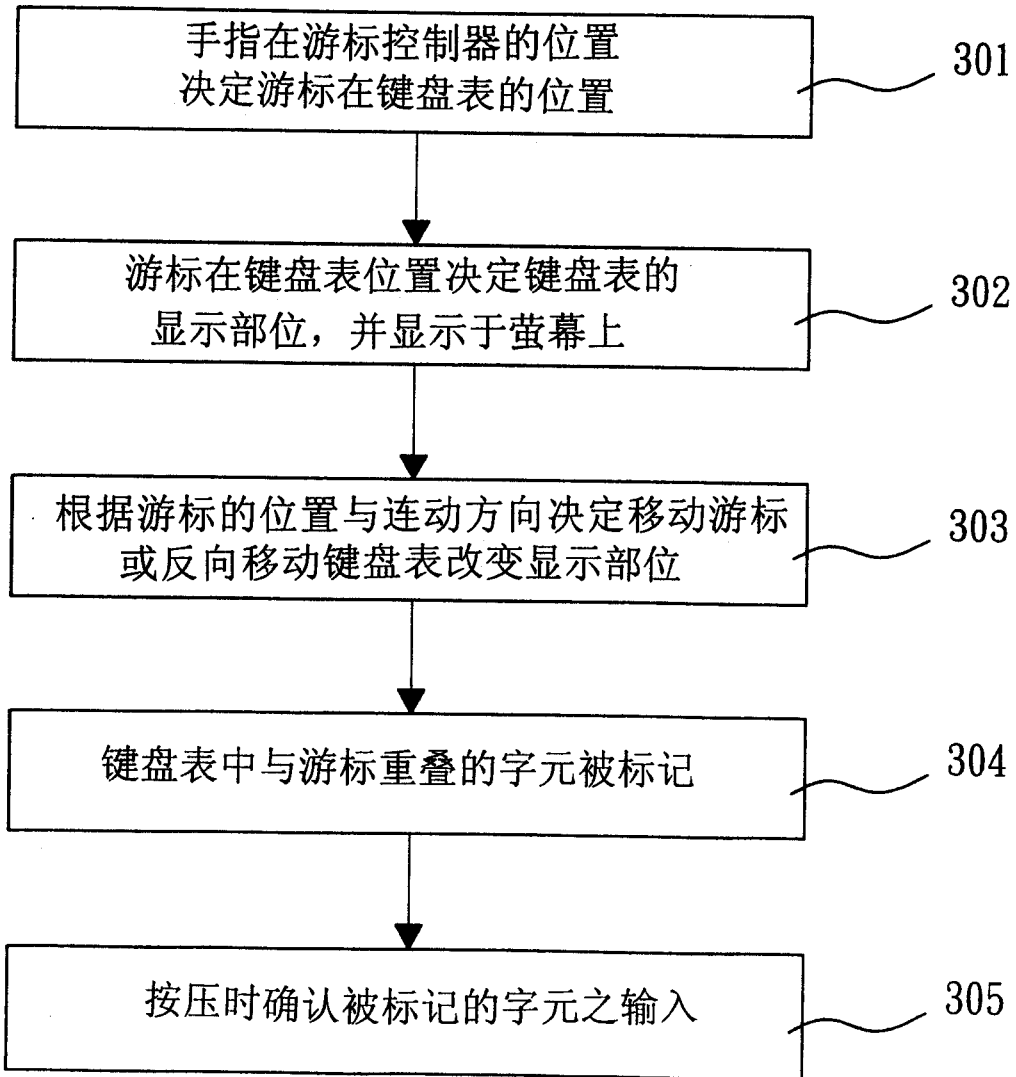 手指在游标控制器的位置
决定游标在键盘表的位置
301
游标在键盘表位置决定键盘表的
显示部位，并显示于萤幕上
302
根据游标的位置与连动方向决定移动游标
或反向移动键盘表改变显示部位
303
键盘表中与游标重叠的字元被标记
304
按压时确认被标记的字元之输入
305